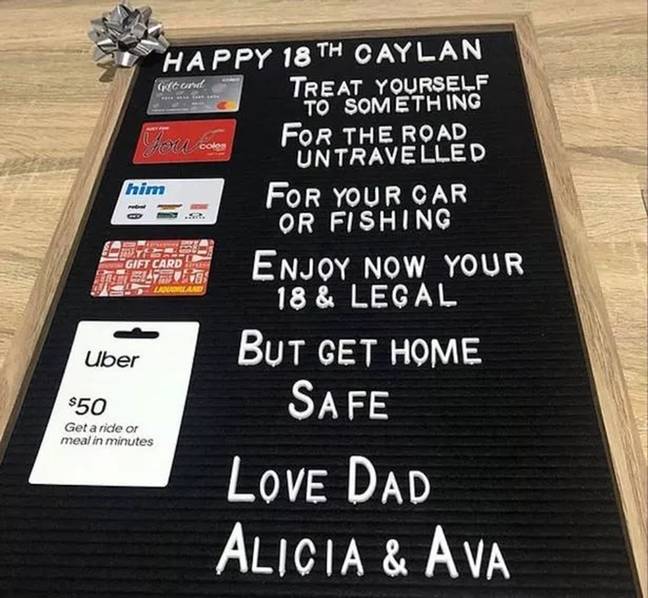 HAPPY 18TH CAYLAN
Gift card
TREAT YOURSELF
TO SOMETHING
You
coles
FOR THE ROAD
UNTRAVELLED
him
rebel
FOR YOUR CAR
OR FISHING
GIFT CARD
LIQUORLAND
ENJOY NOW YOUR
18 & LEGAL
Uber
$50
Get a ride or
meal in minutes
BUT GET HOME
SAFE
LOVE DAD
ALICIA & AVA